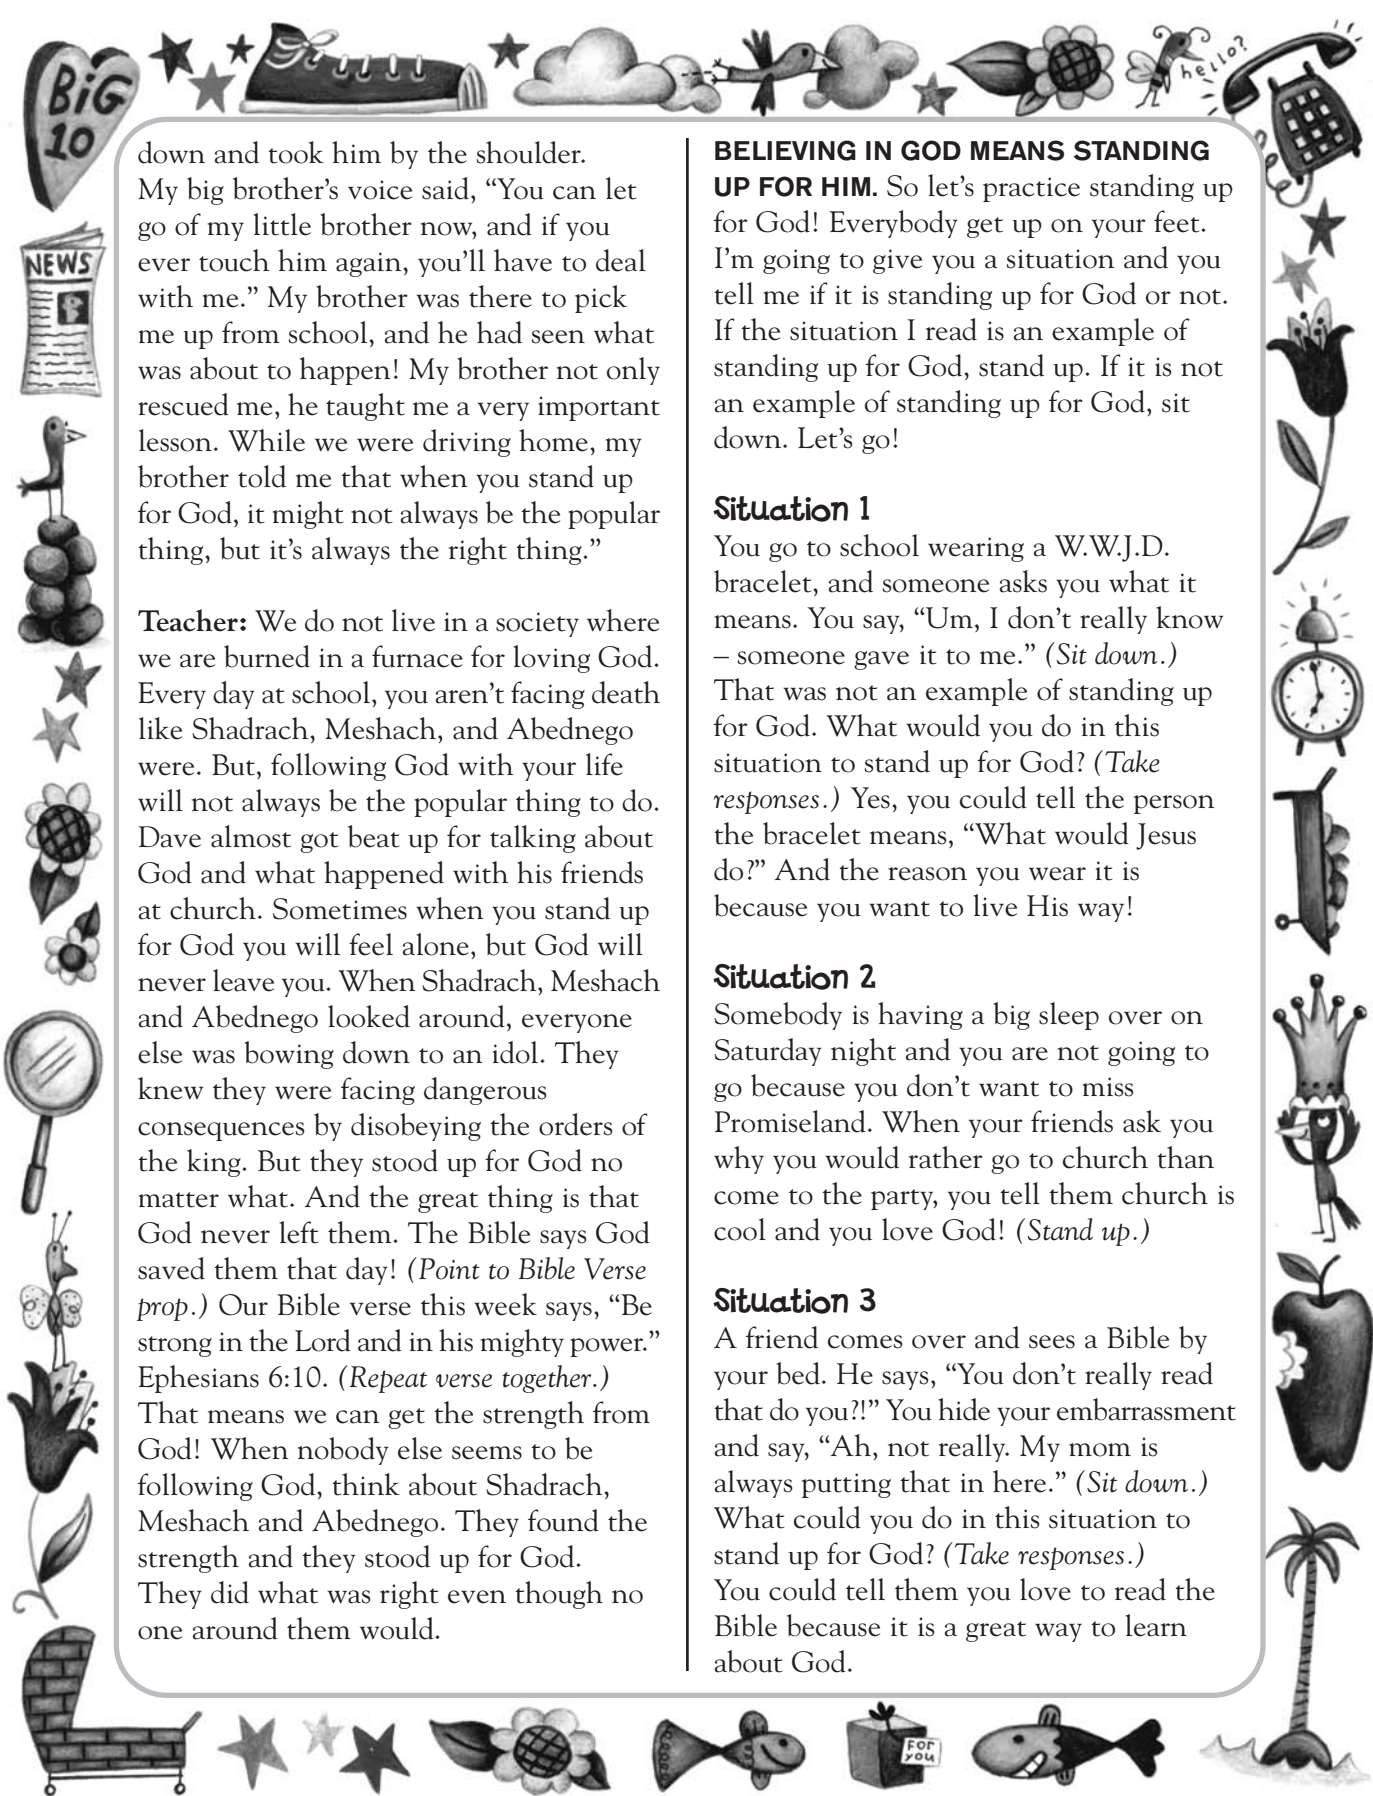 BiG
10
hello?
NEWS
down and took him by the shoulder.
My big brother’s voice said, “You can let
go of my little brother now, and if you
ever touch him again, you’ll have to deal
with me.” My brother was there to pick
me up from school, and he had seen what
was about to happen! My brother not only
rescued me, he taught me a very important
lesson. While we were driving home, my
brother told me that when you stand up
for God, it might not always be the popular
thing, but it’s always the right thing.”
Teacher: We do not live in a society where
we are burned in a furnace for loving God.
Every day at school, you aren’t facing death
like Shadrach, Meshach, and Abednego
were. But, following God with your life
will not always be the popular thing to do.
Dave almost got beat up for talking about
God and what happened with his friends
at church. Sometimes when you stand up
for God you will feel alone, but God will
never leave you. When Shadrach, Meshach
and Abednego looked around, everyone
else was bowing down to an idol. They
knew they were facing dangerous
consequences by disobeying the orders of
the king. But they stood up for God no
matter what. And the great thing is that
God never left them. The Bible says God
saved them that day! (Point to Bible Verse
prop.) Our Bible verse this week says, “Be
strong in the Lord and in his mighty power.”
Ephesians 6:10. (Repeat verse together.)
That means we can get the strength from
God! When nobody else seems to be
following God, think about Shadrach,
Meshach and Abednego. They found the
strength and they stood up for God.
They did what was right even though no
one around them would.
BELIEVING IN GOD MEANS STANDING
UP FOR HIM. So let’s practice standing up
for God! Everybody get up on your feet.
I’m going to give you a situation and you
tell me if it is standing up for God or not.
If the situation I read is an example of
standing up for God, stand up. If it is not
an example of standing up for God, sit
down. Let’s go!
Situation 1
You go to school wearing a W.W.J.D.
bracelet, and someone asks you what it
means. You say, “Um, I don’t really know
– someone gave it to me.” (Sit down.)
That was not an example of standing up
for God. What would you do in this
situation to stand up for God? (Take
responses.) Yes, you could tell the person
the bracelet means, “What would Jesus
do?” And the reason you wear it is
because you want to live His way!
Situation 2
Somebody is having a big sleep over on
Saturday night and you are not going to
go because you don’t want to miss
Promiseland. When your friends ask you
why you would rather go to church than
come to the party, you tell them church is
cool and you love God! (Stand up.)
Situation 3
A friend comes over and sees a Bible by
your bed. He says, “You don’t really read
that do you?!” You hide your embarrassment
and say, “Ah, not really. My mom is
always putting that in here.” (Sit down.)
What could you do in this situation to
stand up for God? (Take responses.)
You could tell them you love to read the
Bible because it is a great way to learn
about God.
FOR
YOU